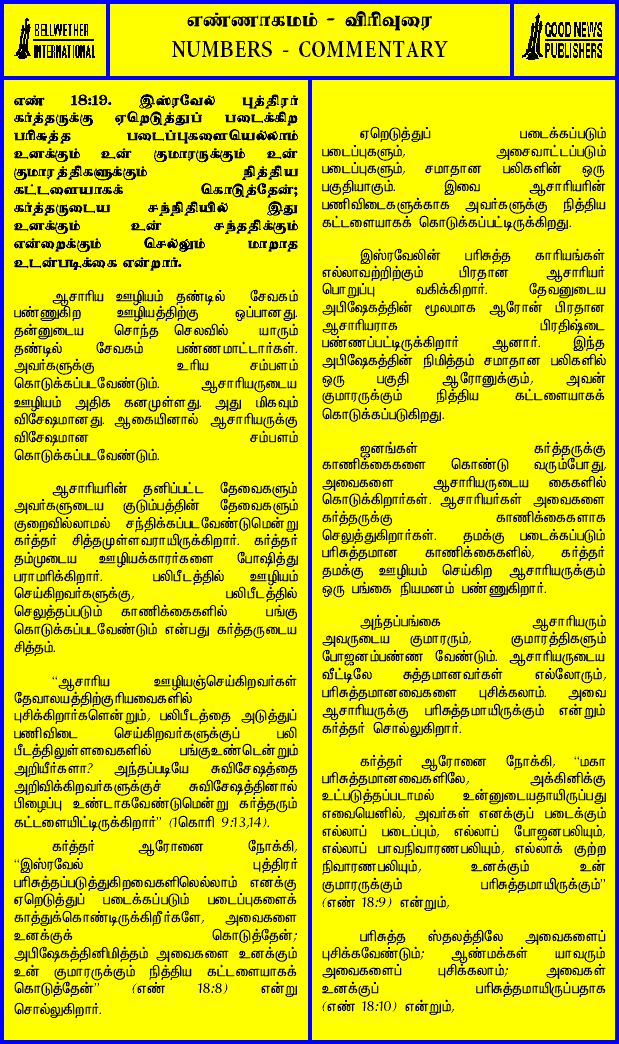 BELLWETHER
INTERNATIONAL
எண்ணாகமம் - விரிவுரை
NUMBERS - COMMENTARY
GOOD NEWS
PUBLISHERS
எண் 18:19. இஸ்ரவேல் புத்திரர்
கர்த்தருக்கு ஏறெடுத்துப் படைக்கிற
பரிசுத்த படைப்புகளையெல்லாம்
உனக்கும் உன் குமாரருக்கும் உன்
குமாரத்திகளுக்கும் நித்திய
கட்டளையாகக் கொடுத்தேன்;
கர்த்தருடைய சந்நிதியில் இது
உனக்கும் உன் சந்ததிக்கும்
என்றைக்கும் செல்லும் மாறாத
உடன்படிக்கை என்றார்.
ஆசாரிய ஊழியம் தண்டில் சேவகம்
பண்ணுகிற ஊழியத்திற்கு ஒப்பானது.
தன்னுடைய சொந்த செலவில் யாரும்
தண்டில் சேவகம் பண்ணமாட்டார்கள்.
அவர்களுக்கு உரிய சம்பளம்
கொடுக்கப்படவேண்டும். ஆசாரியருடைய
ஊழியம் அதிக கனமுள்ளது. அது மிகவும்
விசேஷமானது. ஆகையினால் ஆசாரியருக்கு
விசேஷமான சம்பளம்
கொடுக்கப்படவேண்டும்.
ஆசாரியரின் தனிப்பட்ட தேவைகளும்
அவர்களுடைய குடும்பத்தின் தேவைகளும்
குறைவில்லாமல் சந்திக்கப்படவேண்டுமென்று
கர்த்தர் சித்தமுள்ளவராயிருக்கிறார். கர்த்தர்
தம்முடைய ஊழியக்காரர்களை போஷித்து
பராமரிக்கிறார். பலிபீடத்தில் ஊழியம்
செய்கிறவர்களுக்கு, பலிபீடத்தில்
செலுத்தப்படும் காணிக்கைகளில் பங்கு
கொடுக்கப்படவேண்டும் என்பது கர்த்தருடைய
சித்தம்.
“ஆசாரிய ஊழியஞ்செய்கிறவர்கள்
தேவாலயத்திற்குரியவைகளில்
புசிக்கிறார்களென்றும், பலிபீடத்தை அடுத்துப்
பணிவிடை செய்கிறவர்களுக்குப் பலி
பீடத்திலுள்ளவைகளில் பங்குஉண்டென்றும்
அறியீர்களா? அந்தப்படியே சுவிசேஷத்தை
அறிவிக்கிறவர்களுக்குச் சுவிசேஷத்தினால்
பிழைப்பு உண்டாகவேண்டுமென்று கர்த்தரும்
கட்டளையிட்டிருக்கிறார்” (1கொரி 9:13,14).
கர்த்தர் ஆரோனை நோக்கி,
“இஸ்ரவேல் புத்திரர்
பரிசுத்தப்படுத்துகிறவைகளிலெல்லாம் எனக்கு
ஏறெடுத்துப் படைக்கப்படும் படைப்புகளைக்
காத்துக்கொண்டிருக்கிறீர்களே, அவைகளை
உனக்குக் கொடுத்தேன்;
அபிஷேகத்தினிமித்தம் அவைகளை உனக்கும்
உன் குமாரருக்கும் நித்திய கட்டளையாகக்
கொடுத்தேன்” (எண் 18:8) என்று
சொல்லுகிறார்.
ஏறெடுத்துப் படைக்கப்படும்
படைப்புகளும், அசைவாட்டப்படும்
படைப்புகளும், சமாதான பலிகளின் ஒரு
பகுதியாகும். இவை ஆசாரியரின்
பணிவிடைகளுக்காக அவர்களுக்கு நித்திய
கட்டளையாகக் கொடுக்கப்பட்டிருக்கிறது.
இஸ்ரவேலின் பரிசுத்த காரியங்கள்
எல்லாவற்றிற்கும் பிரதான ஆசாரியர்
பொறுப்பு வகிக்கிறார். தேவனுடைய
அபிஷேகத்தின் மூலமாக ஆரோன் பிரதான
ஆசாரியராக பிரதிஷ்டை
பண்ணப்பட்டிருக்கிறார் ஆனார். இந்த
அபிஷேகத்தின் நிமித்தம் சமாதான பலிகளில்
ஒரு பகுதி ஆரோனுக்கும், அவன்
குமாரருக்கும் நித்திய கட்டளையாகக்
கொடுக்கப்படுகிறது.
ஜனங்கள் கர்த்தருக்கு
காணிக்கைகளை கொண்டு வரும்போது,
அவைகளை ஆசாரியருடைய கைகளில்
கொடுக்கிறார்கள். ஆசாரியர்கள் அவைகளை
கர்த்தருக்கு காணிக்கைகளாக
செலுத்துகிறார்கள். தமக்கு படைக்கப்படும்
பரிசுத்தமான காணிக்கைகளில், கர்த்தர்
தமக்கு ஊழியம் செய்கிற ஆசாரியருக்கும்
ஒரு பங்கை நியமனம் பண்ணுகிறார்.
அந்தப்பங்கை ஆசாரியரும்
அவருடைய குமாரரும், குமாரத்திகளும்
போஜனம்பண்ண வேண்டும். ஆசாரியருடைய
வீட்டிலே சுத்தமானவர்கள் எல்லோரும்,
பரிசுத்தமானவைகளை புசிக்கலாம். அவை
ஆசாரியருக்கு பரிசுத்தமாயிருக்கும் என்றும்
கர்த்தர் சொல்லுகிறார்.
கர்த்தர் ஆரோனை நோக்கி, “மகா
பரிசுத்தமானவைகளிலே, அக்கினிக்கு
உட்படுத்தப்படாமல் உன்னுடையதாயிருப்பது
எவையெனில், அவர்கள் எனக்குப் படைக்கும்
எல்லாப் படைப்பும், எல்லாப் போஜனபலியும்,
எல்லாப் பாவநிவாரணபலியும், எல்லாக் குற்ற
நிவாரணபலியும், உனக்கும் உன்
குமாரருக்கும் பரிசுத்தமாயிருக்கும்”
(எண் 18:9) என்றும்,
பரிசுத்த ஸ்தலத்திலே அவைகளைப்
புசிக்கவேண்டும்; ஆண்மக்கள் யாவரும்
அவைகளைப் புசிக்கலாம்; அவைகள்
உனக்குப் பரிசுத்தமாயிருப்பதாக
(எண் 18:10) என்றும்,